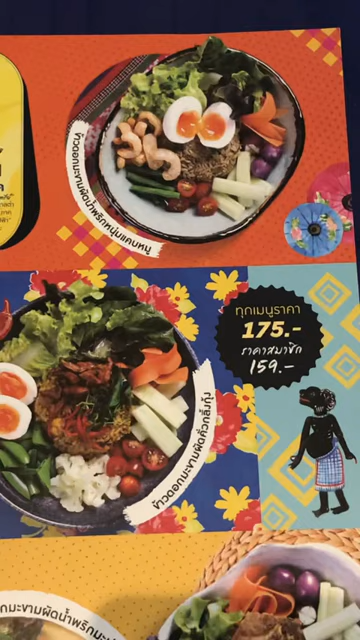 ข้าวดอกมะขามผัดน้ำพริกหนุ่มแคบหมู
ทุกเมนูราคา
175.-
ราคาสมาชิก
159.-
ข้าวดอกมะขามผัดคั่วกลิ้งกุ้ง